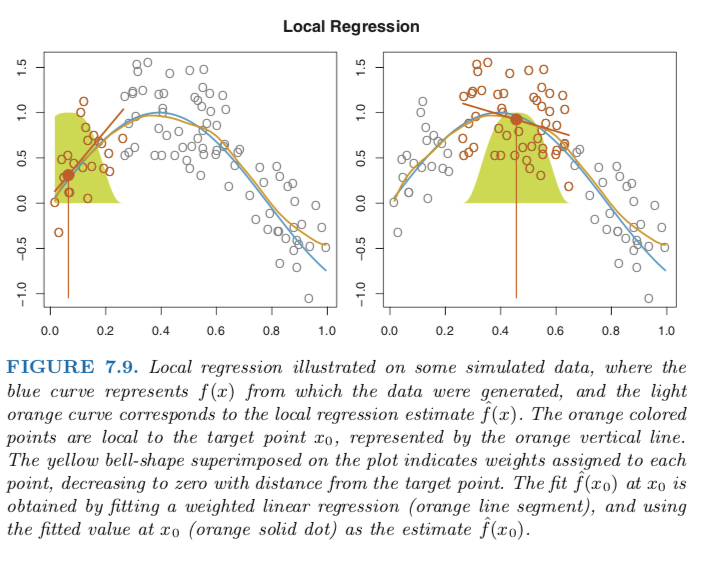 Local Regression
1.5
1.0
0.5
0.0
−0.5
−1.0
0.0 0.2 0.4 0.6 0.8 1.0
1.5
1.0
0.5
0.0
−0.5
−1.0
0.0 0.2 0.4 0.6 0.8 1.0
FIGURE 7.9. Local regression illustrated on some simulated data, where the
blue curve represents f(x) from which the data were generated, and the light
orange curve corresponds to the local regression estimate f̂(x). The orange colored
points are local to the target point x₀, represented by the orange vertical line.
The yellow bell-shape superimposed on the plot indicates weights assigned to each
point, decreasing to zero with distance from the target point. The fit f̂(x₀) at x₀ is
obtained by fitting a weighted linear regression (orange line segment), and using
the fitted value at x₀ (orange solid dot) as the estimate f̂(x₀).